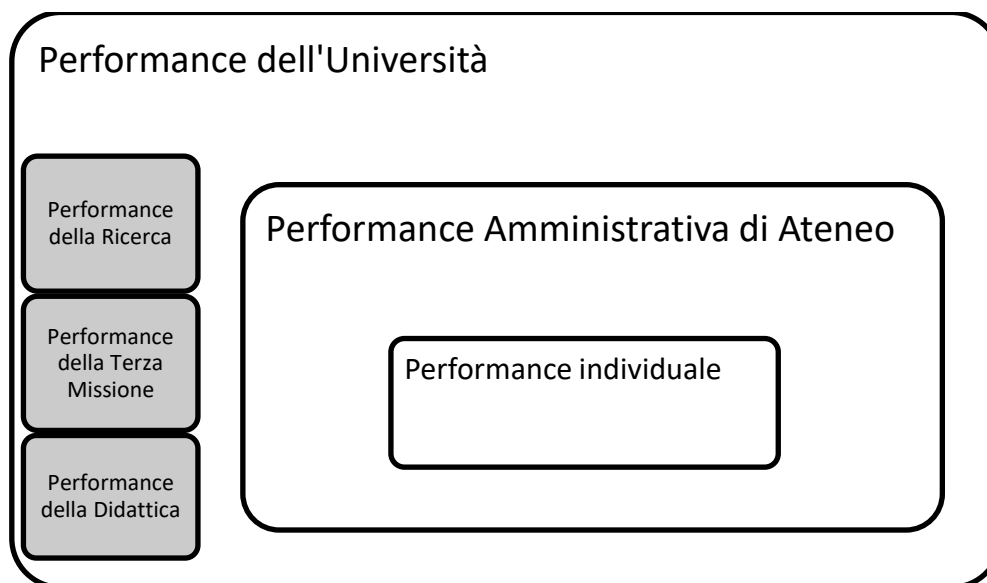 Performance dell'Università
Performance
della Ricerca
Performance
della Terza
Missione
Performance
della Didattica
Performance Amministrativa di Ateneo
Performance individuale